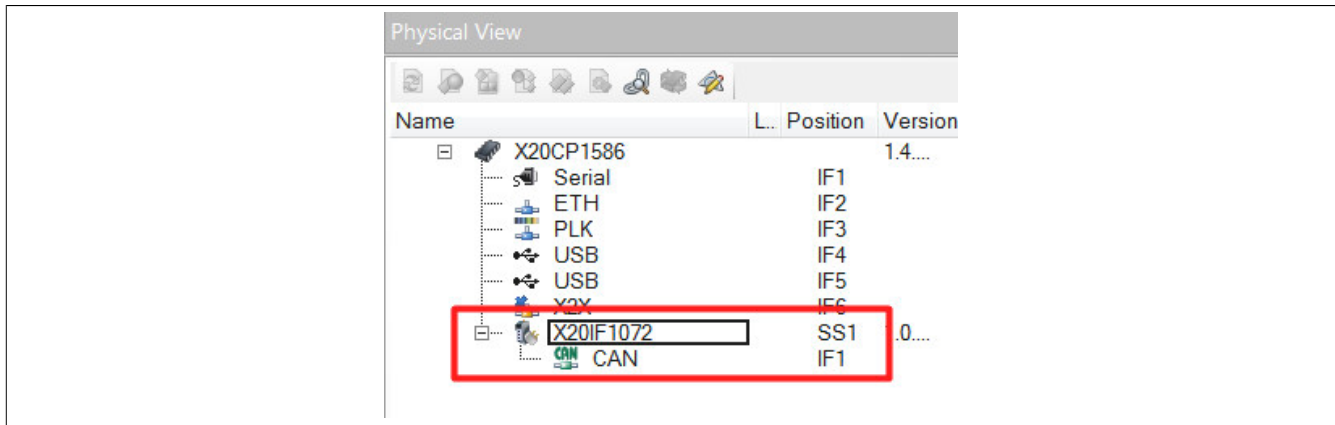 Physical View
Name L.. Position Version
X20CP1586 1.4....
Serial IF1
ETH IF2
PLK IF3
USB IF4
USB IF5
X2X IF6
X20IF1072 SS1 .0....
CAN CAN IF1